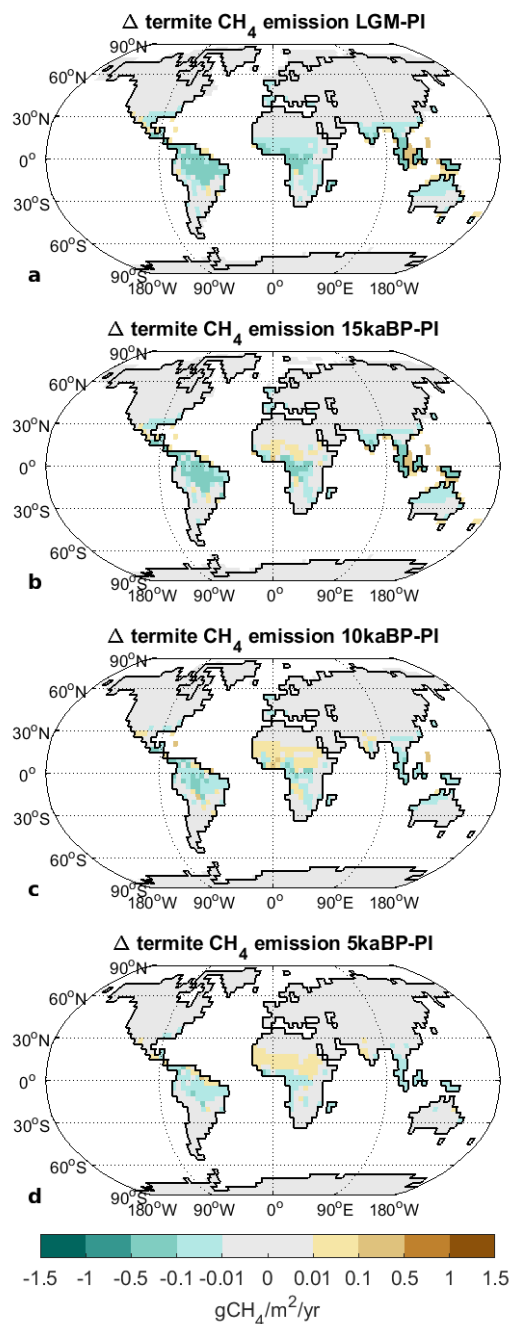 Δ termite CH₄ emission LGM-PI
90°N
60°N
30°N
0°
30°S
60°S
90°S
180°W 90°W 0° 90°E 180°W
a
Δ termite CH₄ emission 15kaBP-PI
90°N
60°N
30°N
0°
30°S
60°S
90°S
180°W 90°W 0° 90°E 180°W
b
Δ termite CH₄ emission 10kaBP-PI
90°N
60°N
30°N
0°
30°S
60°S
90°S
180°W 90°W 0° 90°E 180°W
c
Δ termite CH₄ emission 5kaBP-PI
90°N
60°N
30°N
0°
30°S
60°S
90°S
180°W 90°W 0° 90°E 180°W
d
-1.5 -1 -0.5 -0.1 -0.01 0 0.01 0.1 0.5 1 1.5
gCH₄/m²/yr